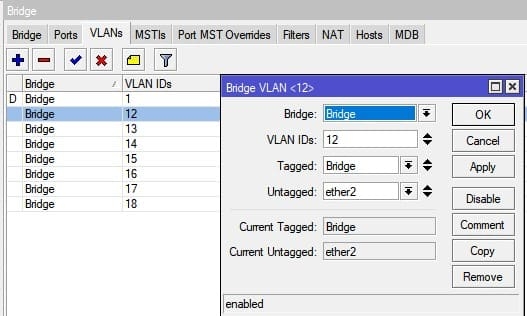 Bridge
Bridge Ports VLANs MSTIs Port MST Overrides Filters NAT Hosts MDB
Bridge VLAN IDs
D Bridge 1
Bridge 12
Bridge 13
Bridge 14
Bridge 15
Bridge 16
Bridge 17
Bridge 18
Bridge VLAN <12>
Bridge: Bridge OK
VLAN IDs: 12 Cancel
Tagged: Bridge Apply
Untagged: ether2 Disable
Current Tagged: Bridge Comment
Current Untagged: ether2 Copy
Remove
enabled